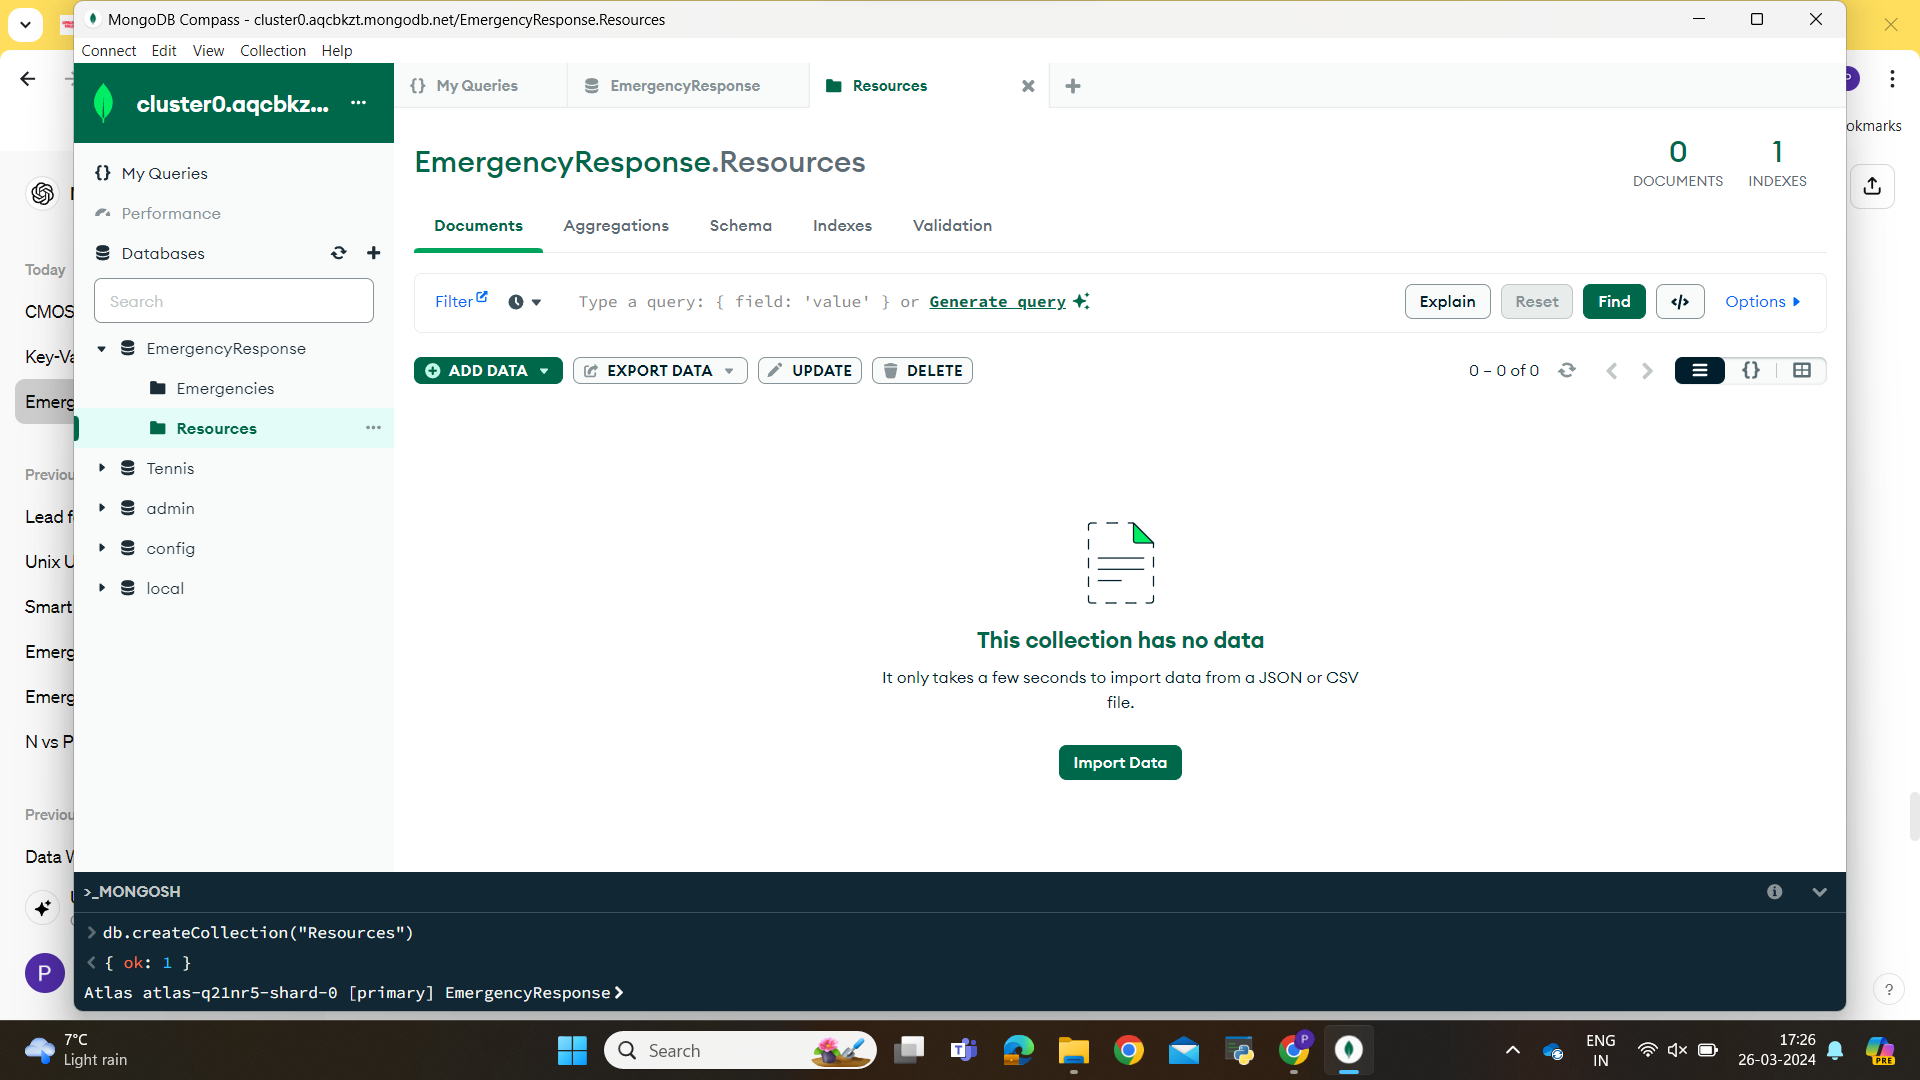 MongoDB Compass - cluster0.aqcbkzt.mongodb.net/EmergencyResponse.Resources
Connect Edit View Collection Help
cluster0.aqcbkz...
My Queries
EmergencyResponse
Resources
okmarks
My Queries
Performance
Databases
Search
EmergencyResponse
Emergencies
Resources
Tennis
admin
config
local
EmergencyResponse.Resources
0
DOCUMENTS
1
INDEXES
Documents Aggregations Schema Indexes Validation
Filter
Type a query: { field: 'value' } or Generate query
Explain Reset Find </> Options
ADD DATA EXPORT DATA UPDATE DELETE
0 – 0 of 0
{}
This collection has no data
It only takes a few seconds to import data from a JSON or CSV
file.
Import Data
Today
CMOS
Key-Va
Emerg
Previou
Lead f
Unix U
Smart
Emerg
Emerg
N vs P
Previou
Data W
P
>_MONGOSH
> db.createCollection("Resources")
< { ok: 1 }
Atlas atlas-q21nr5-shard-0 [primary] EmergencyResponse>
?
7°C
Light rain
Search
P
PRE
ENG
IN
17:26
26-03-2024